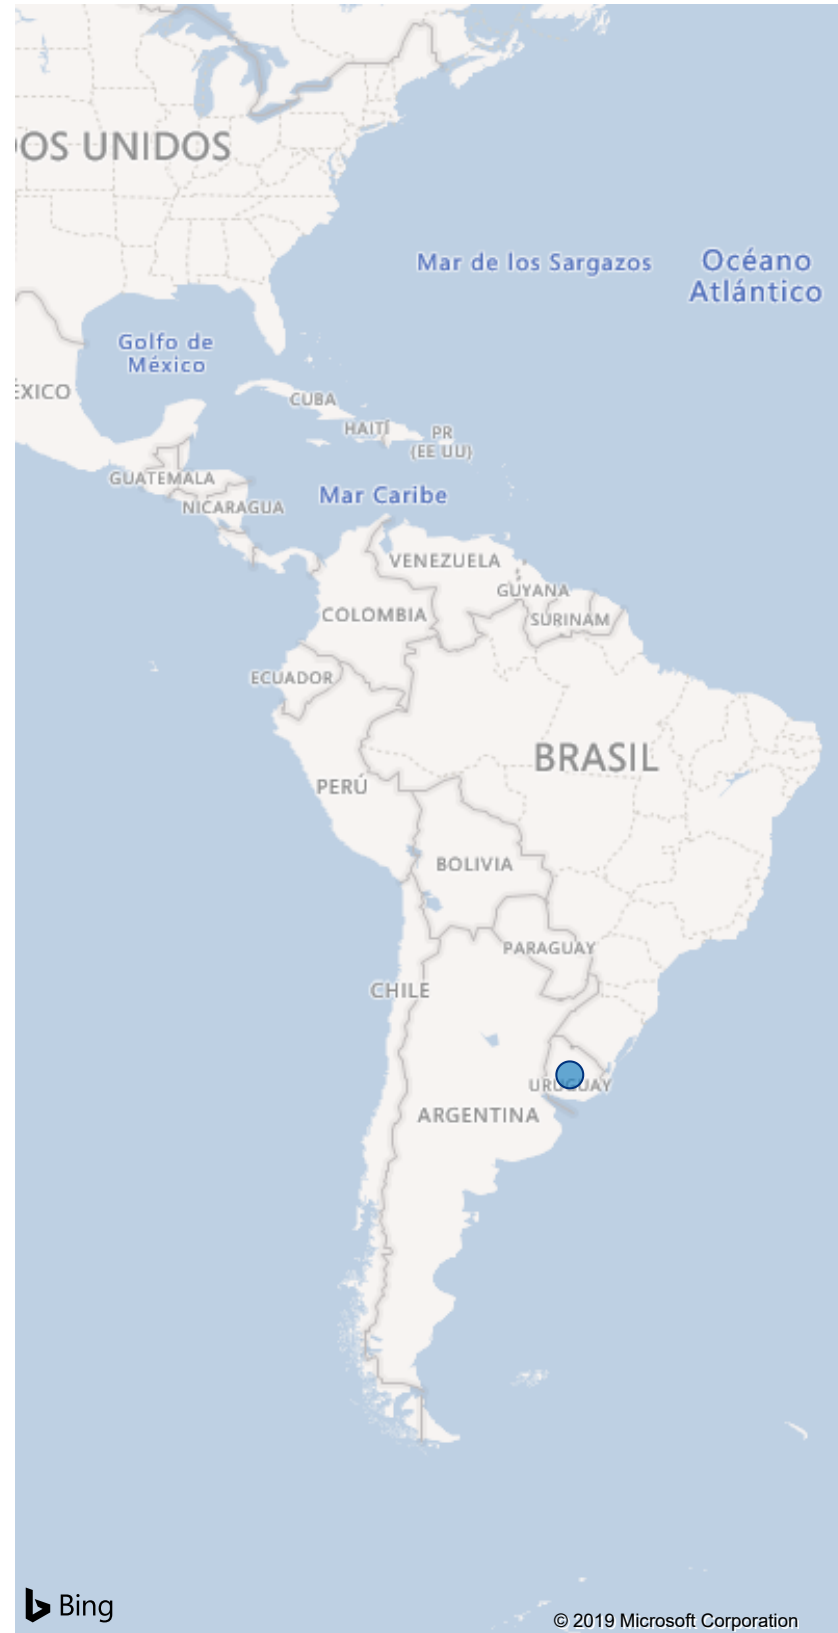 OS UNIDOS
Mar de los Sargazos
Océano
Atlántico
Golfo de
México
ÉXICO
CUBA
HAITÍ
PR
(EE UU)
GUATEMALA
NICARAGUA
Mar Caribe
VENEZUELA
GUYANA
SURINAM
COLOMBIA
ECUADOR
BRASIL
PERÚ
BOLIVIA
PARAGUAY
CHILE
URUGUAY
ARGENTINA
Bing
© 2019 Microsoft Corporation